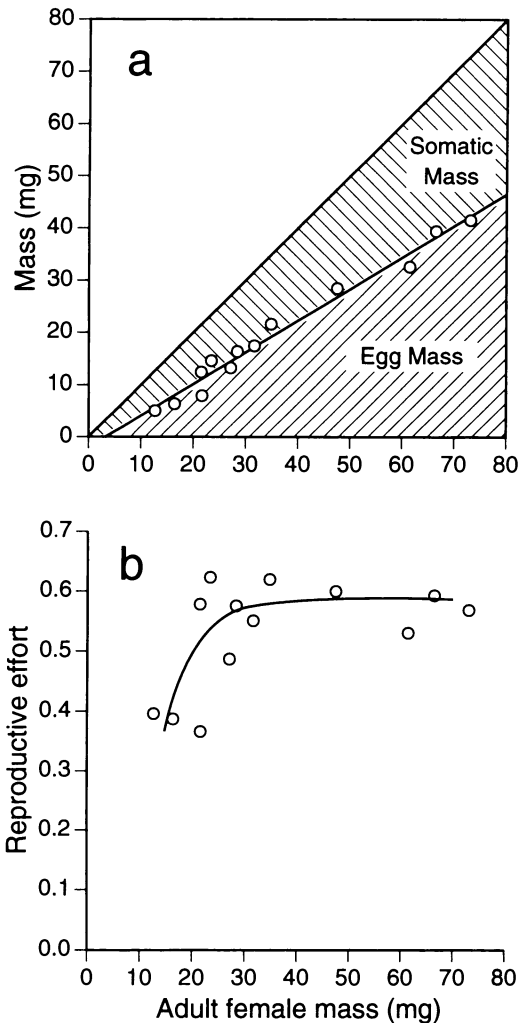 80
a
70
60
Somatic
Mass
50
40
Mass (mg)
30
20
Egg Mass
10
0
0 10 20 30 40 50 60 70 80
0.7
b
0.6
0.5
0.4
Reproductive effort
0.3
0.2
0.1
0.0
0 10 20 30 40 50 60 70 80
Adult female mass (mg)